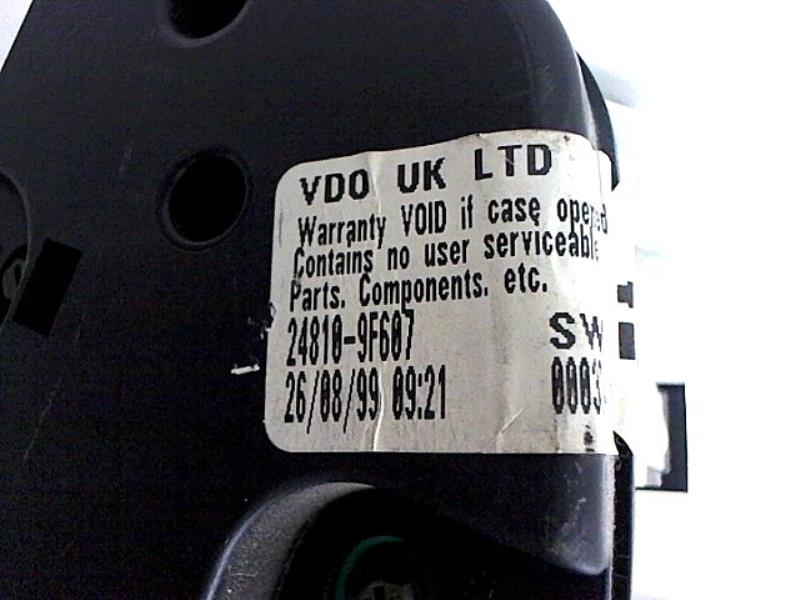 VDO UK LTD
Warranty VOID if case opened
Contains no user serviceable
Parts. Components. etc.
24810-9F607 SW
26/08/99 09:21 0003